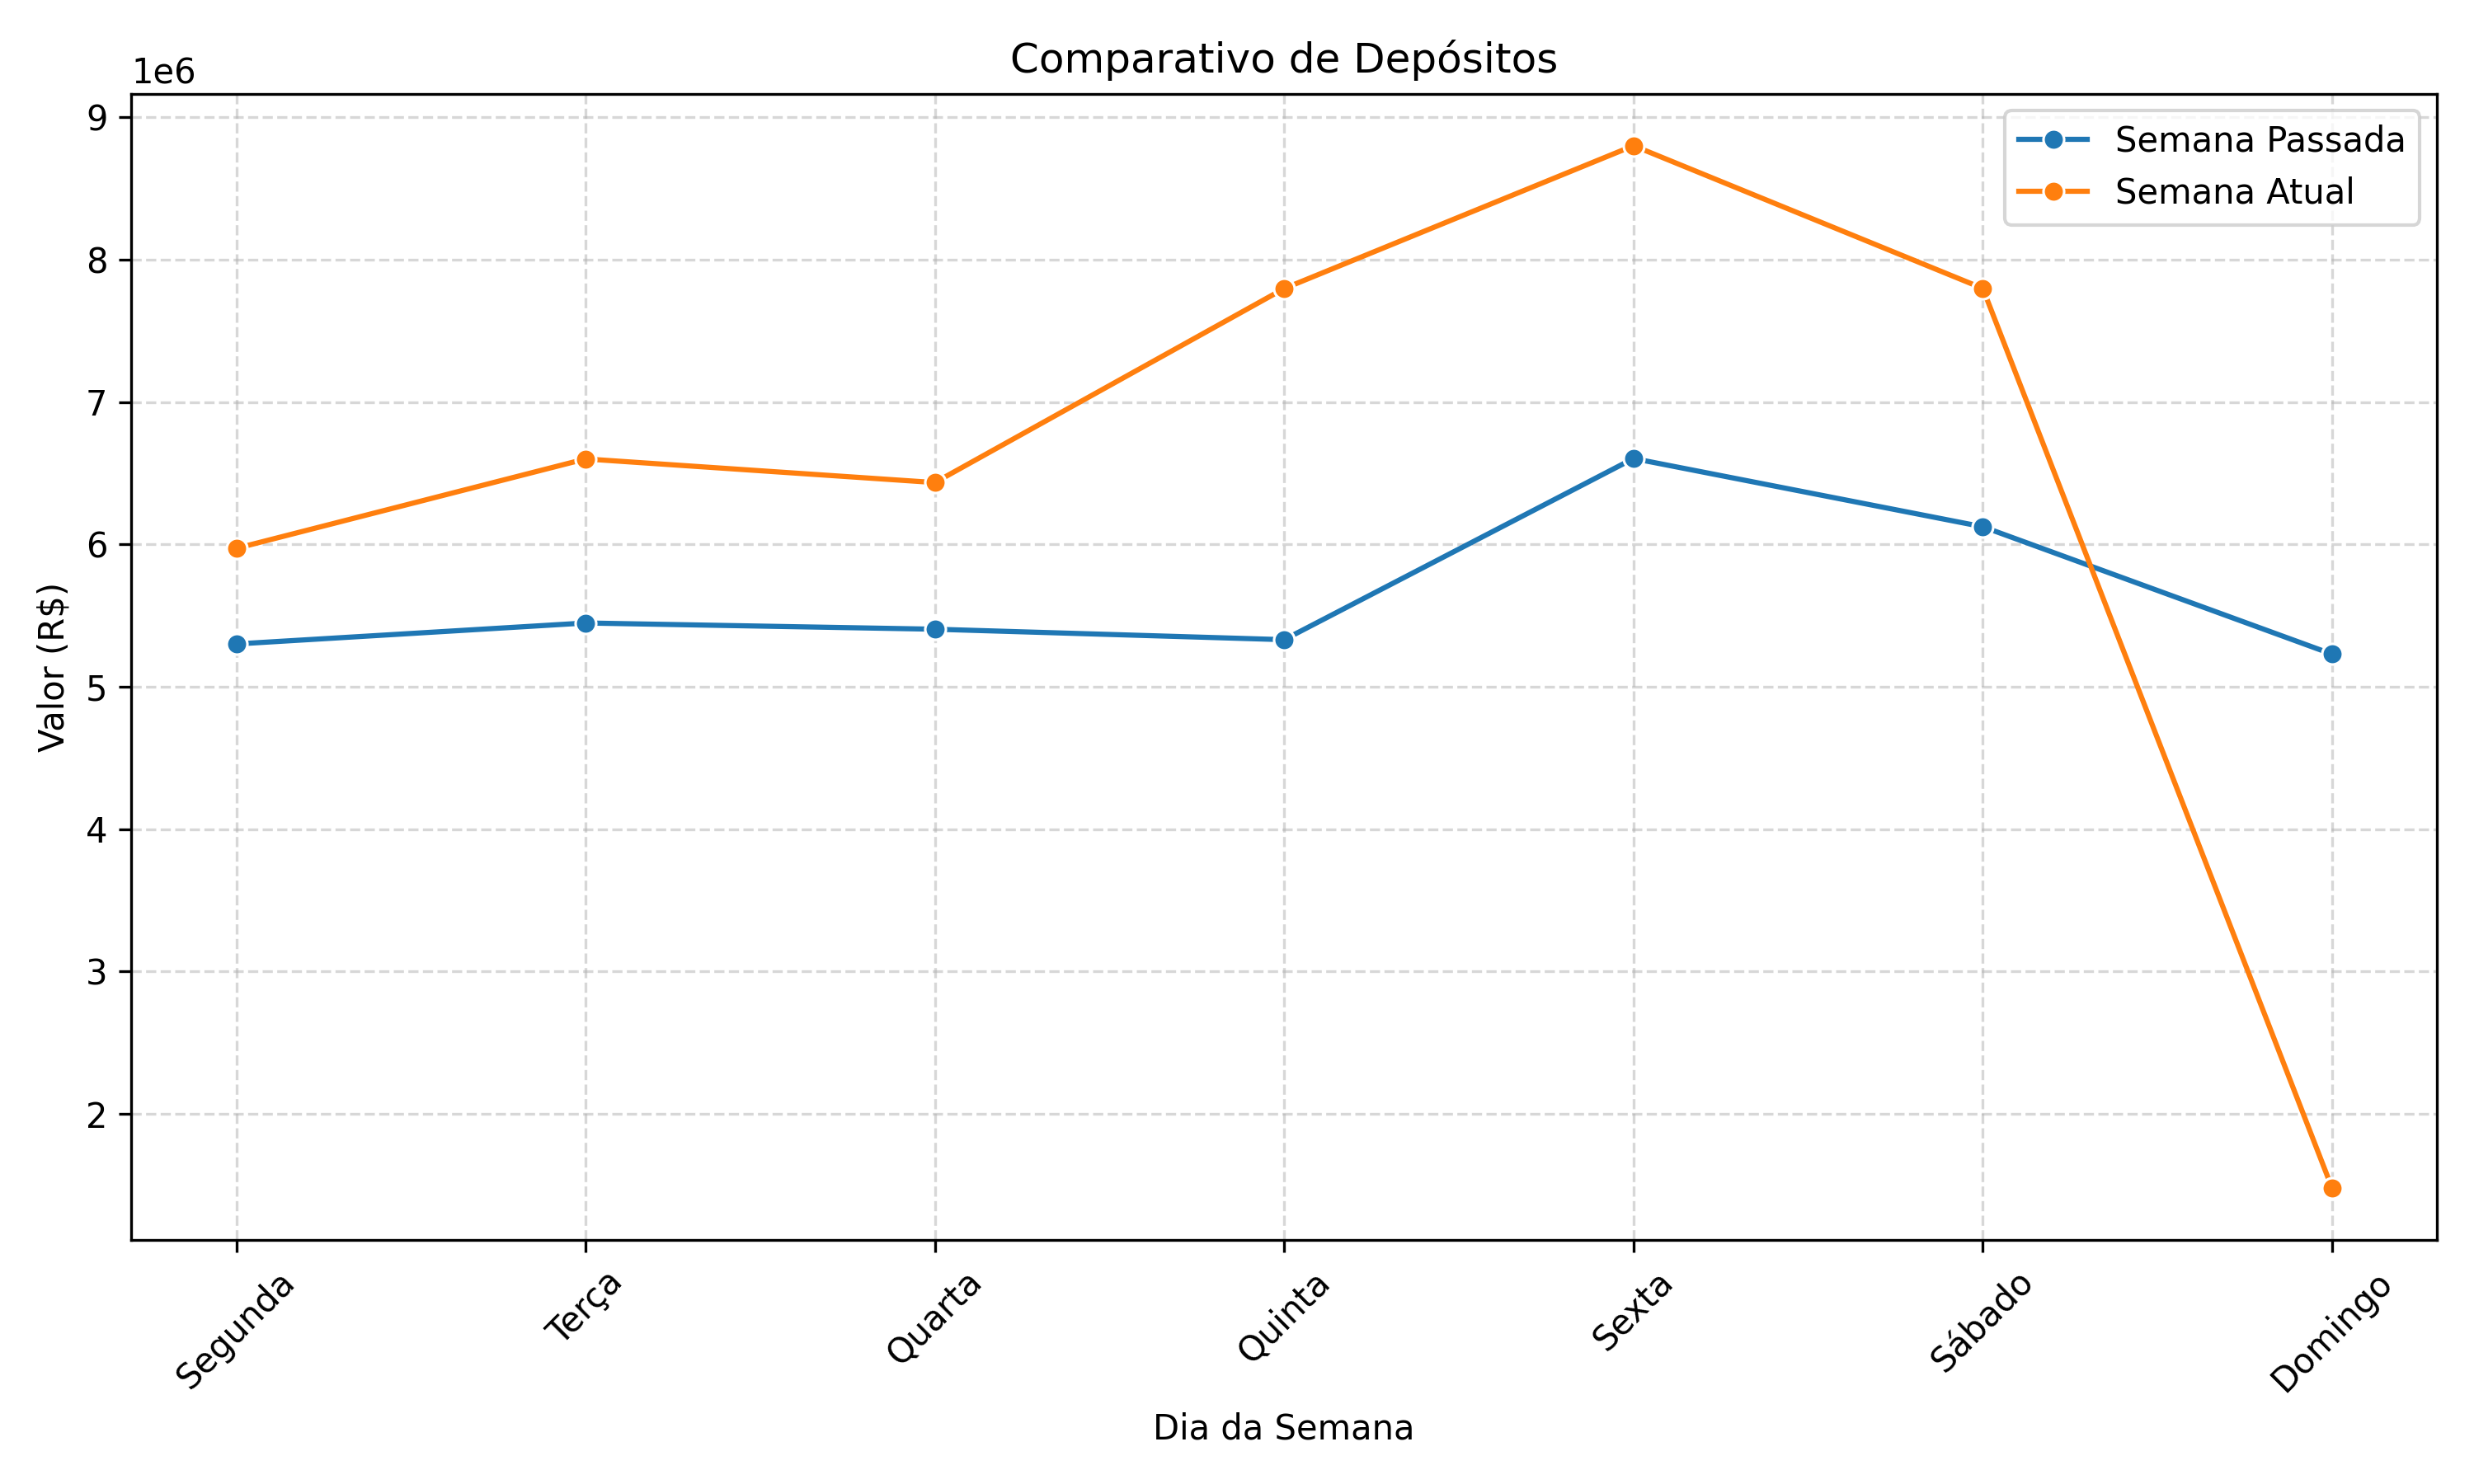 Comparativo de Depósitos
1e6
Semana Passada
Semana Atual
9
8
7
6
5
4
3
2
Valor (R$)
Segunda
Terça
Quarta
Quinta
Sexta
Sábado
Domingo
Dia da Semana